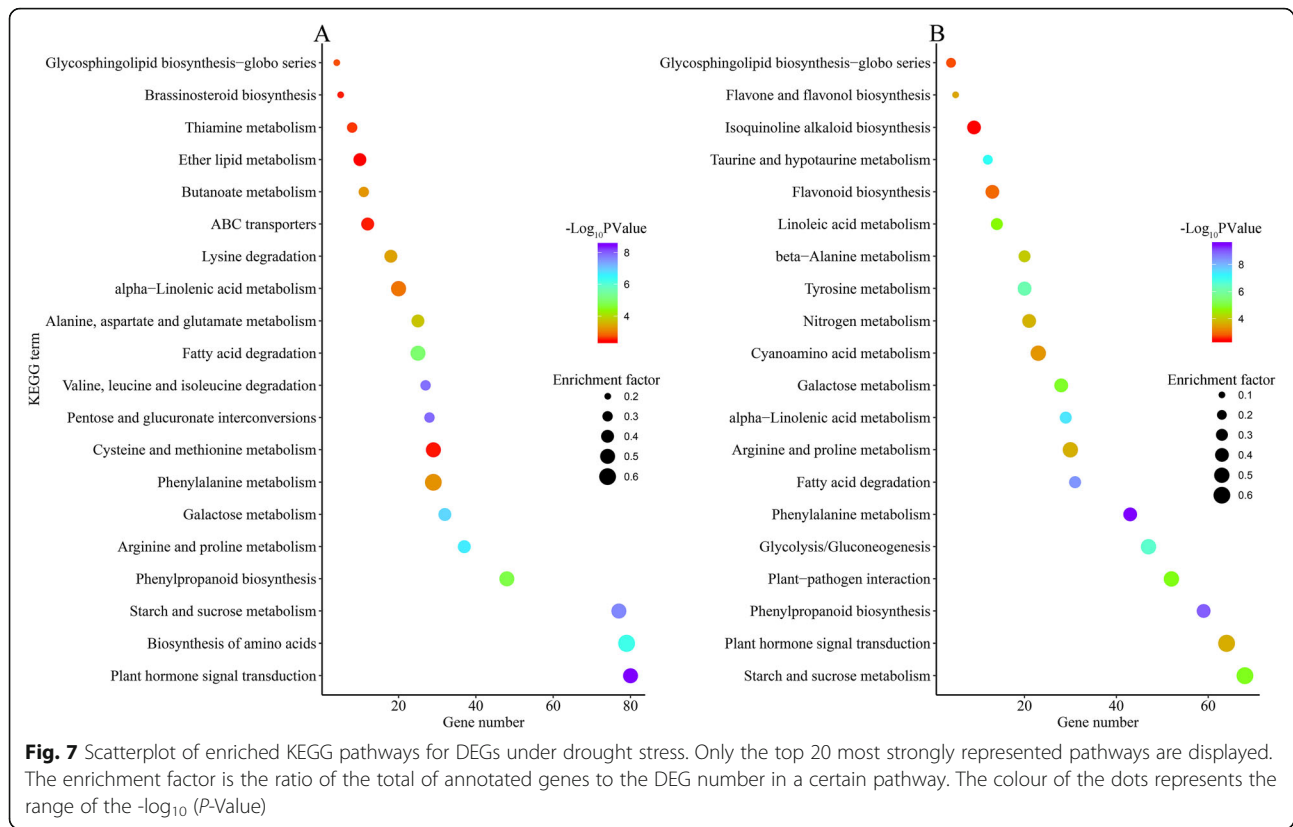 A
KEGG term
Glycosphingolipid biosynthesis−globo series
Brassinosteroid biosynthesis
Thiamine metabolism
Ether lipid metabolism
Butanoate metabolism
ABC transporters
Lysine degradation
alpha−Linolenic acid metabolism
Alanine, aspartate and glutamate metabolism
Fatty acid degradation
Valine, leucine and isoleucine degradation
Pentose and glucuronate interconversions
Cysteine and methionine metabolism
Phenylalanine metabolism
Galactose metabolism
Arginine and proline metabolism
Phenylpropanoid biosynthesis
Starch and sucrose metabolism
Biosynthesis of amino acids
Plant hormone signal transduction
20 40 60 80
Gene number
-Log₁₀PValue
8
6
4
Enrichment factor
0.2
0.3
0.4
0.5
0.6
B
Glycosphingolipid biosynthesis−globo series
Flavone and flavonol biosynthesis
Isoquinoline alkaloid biosynthesis
Taurine and hypotaurine metabolism
Flavonoid biosynthesis
Linoleic acid metabolism
beta−Alanine metabolism
Tyrosine metabolism
Nitrogen metabolism
Cyanoamino acid metabolism
Galactose metabolism
alpha−Linolenic acid metabolism
Arginine and proline metabolism
Fatty acid degradation
Phenylalanine metabolism
Glycolysis/Gluconeogenesis
Plant−pathogen interaction
Phenylpropanoid biosynthesis
Plant hormone signal transduction
Starch and sucrose metabolism
20 40 60
Gene number
-Log₁₀PValue
8
6
4
Enrichment factor
0.1
0.2
0.3
0.4
0.5
0.6
Fig. 7 Scatterplot of enriched KEGG pathways for DEGs under drought stress. Only the top 20 most strongly represented pathways are displayed.
The enrichment factor is the ratio of the total of annotated genes to the DEG number in a certain pathway. The colour of the dots represents the
range of the -log₁₀ (P-Value)